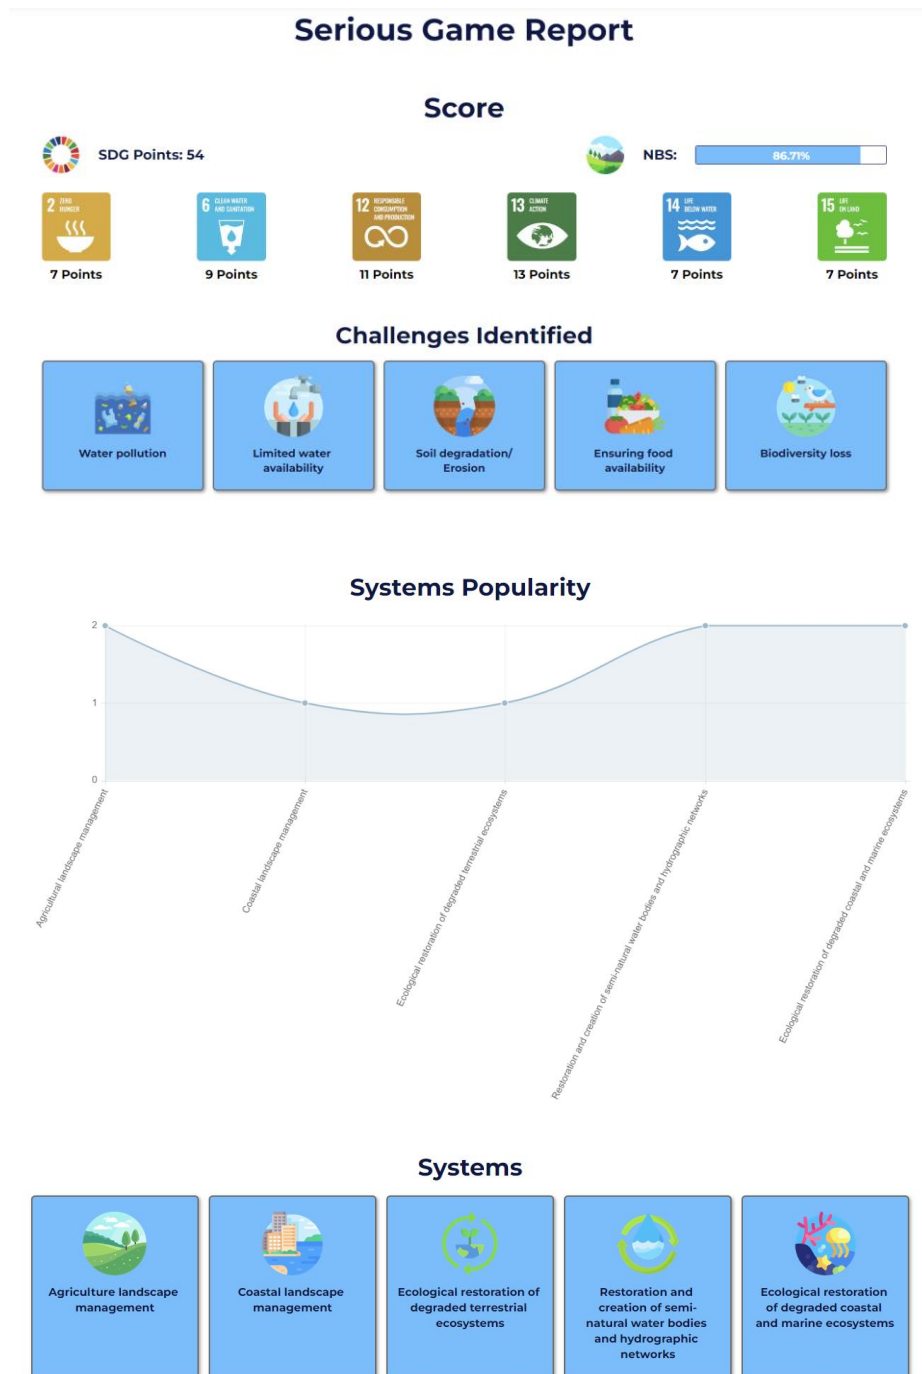 Serious Game Report
Score
SDG Points: 54
NBS:
86.71%
2 ZERO
HUNGER
6 CLEAN WATER
AND SANITATION
12 RESPONSIBLE
CONSUMPTION
AND PRODUCTION
13 CLIMATE
ACTION
14 LIFE
BELOW WATER
15 LIFE
ON LAND
7 Points
9 Points
11 Points
13 Points
7 Points
7 Points
Challenges Identified
Water pollution
Limited water
availability
Soil degradation/
Erosion
Ensuring food
availability
Biodiversity loss
Systems Popularity
2
1
0
Agricultural landscape management
Coastal landscape management
Ecological restoration of degraded terrestrial ecosystems
Restoration and creation of semi-natural water bodies and hydrographic networks
Ecological restoration of degraded coastal and marine ecosystems
Systems
Agriculture landscape
management
Coastal landscape
management
Ecological restoration of
degraded terrestrial
ecosystems
Restoration and
creation of semi-
natural water bodies
and hydrographic
networks
Ecological restoration
of degraded coastal
and marine ecosystems